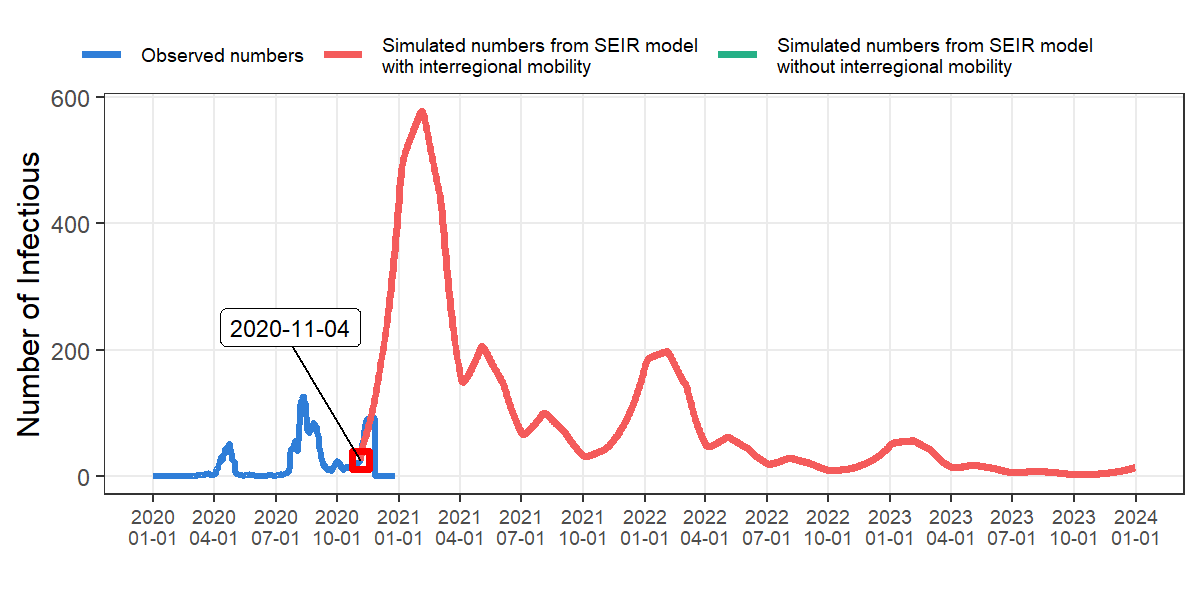 Observed numbers
Simulated numbers from SEIR model
with interregional mobility
Simulated numbers from SEIR model
without interregional mobility
Number of Infectious
600
400
200
0
2020-11-04
2020 2020 2020 2020 2021 2021 2021 2021 2022 2022 2022 2022 2023 2023 2023 2023 2024
01-01 04-01 07-01 10-01 01-01 04-01 07-01 10-01 01-01 04-01 07-01 10-01 01-01 04-01 07-01 10-01 01-01